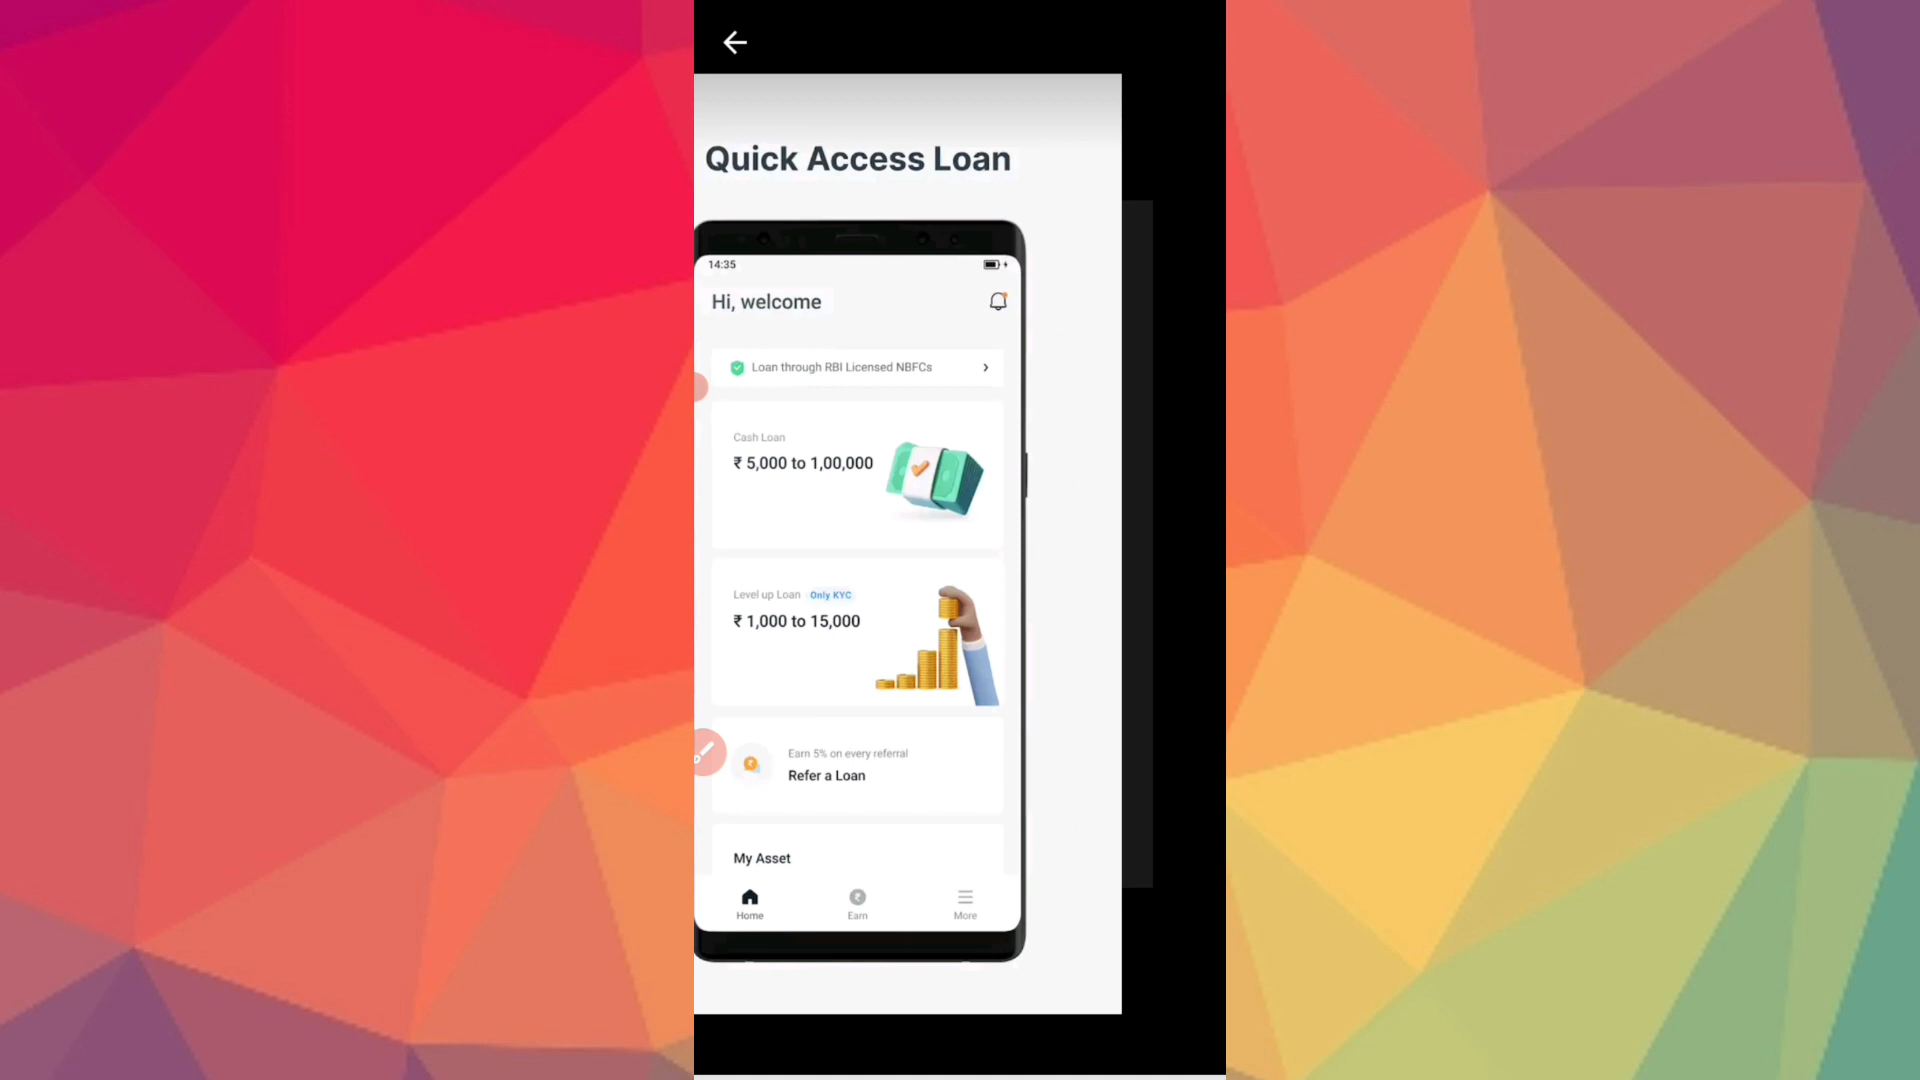 Quick Access Loan
14:35
Hi, welcome
Loan through RBI Licensed NBFCs
Cash Loan
₹ 5,000 to 1,00,000
Level up Loan Only KYC
₹ 1,000 to 15,000
Earn 5% on every referral
Refer a Loan
My Asset
Home Earn More